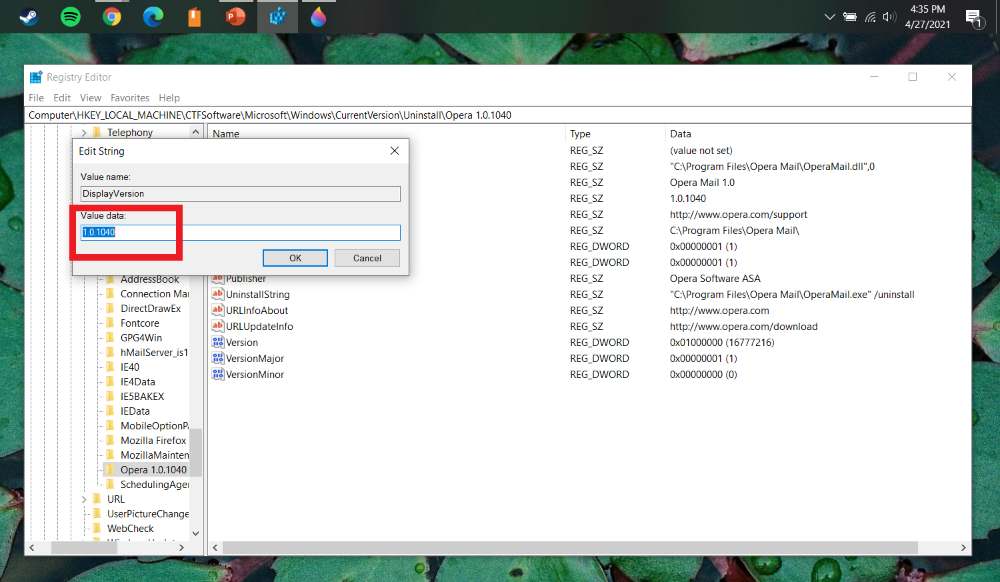 4:35 PM
4/27/2021
1
P
Registry Editor
File Edit View Favorites Help
Computer\HKEY_LOCAL_MACHINE\CTFSoftware\Microsoft\Windows\CurrentVersion\Uninstall\Opera 1.0.1040
Telephony
Edit String
Value name:
DisplayVersion
Value data:
1.0.1040
OK Cancel
AddressBook
Connection Ma
DirectDrawEx
Fontcore
GPG4Win
hMailServer_is1
IE40
IE4Data
IE5BAKEX
IEData
MobileOptionPa
Mozilla Firefox
MozillaMainten
Opera 1.0.1040
SchedulingAge
URL
UserPictureChange
WebCheck
Name Type Data
REG_SZ (value not set)
REG_SZ "C:\Program Files\Opera Mail\OperaMail.dll",0
REG_SZ Opera Mail 1.0
REG_SZ 1.0.1040
REG_SZ http://www.opera.com/support
REG_SZ C:\Program Files\Opera Mail\
REG_DWORD 0x00000001 (1)
REG_DWORD 0x00000001 (1)
Publisher REG_SZ Opera Software ASA
UninstallString REG_SZ "C:\Program Files\Opera Mail\OperaMail.exe" /uninstall
URLInfoAbout REG_SZ http://www.opera.com
URLUpdateInfo REG_SZ http://www.opera.com/download
Version REG_DWORD 0x01000000 (16777216)
VersionMajor REG_DWORD 0x00000001 (1)
VersionMinor REG_DWORD 0x00000000 (0)